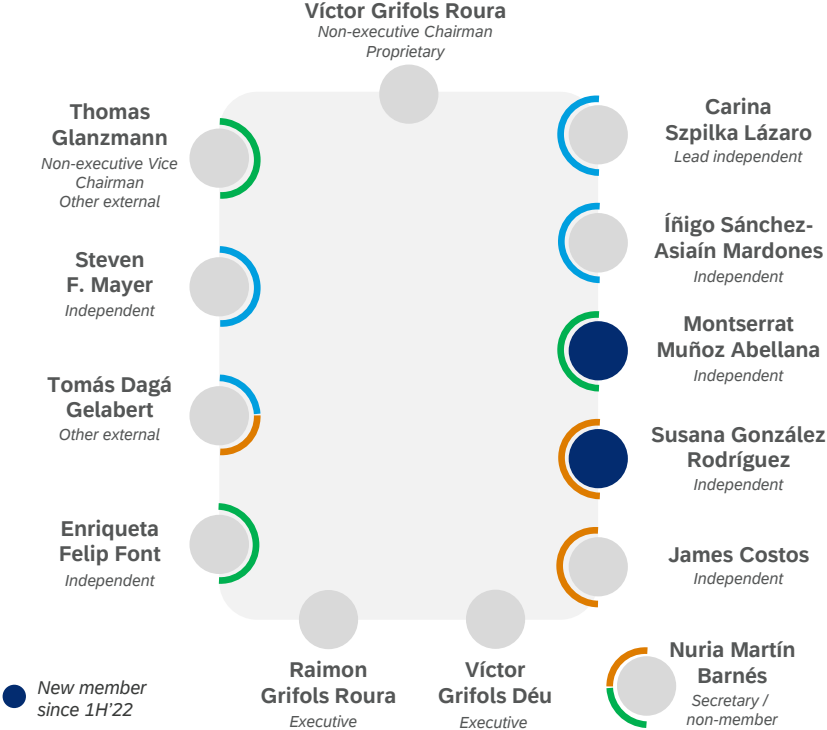 Víctor Grifols Roura
Non-executive Chairman
Proprietary
Thomas
Glanzmann
Non-executive Vice
Chairman
Other external
Steven
F. Mayer
Independent
Tomás Dagá
Gelabert
Other external
Enriqueta
Felip Font
Independent
Carina
Szpilka Lázaro
Lead independent
Íñigo Sánchez-
Asiaín Mardones
Independent
Montserrat
Muñoz Abellana
Independent
Susana González
Rodríguez
Independent
James Costos
Independent
Raimon
Grifols Roura
Executive
Víctor
Grifols Déu
Executive
Nuria Martín
Barnés
Secretary /
non-member
New member
since 1H'22